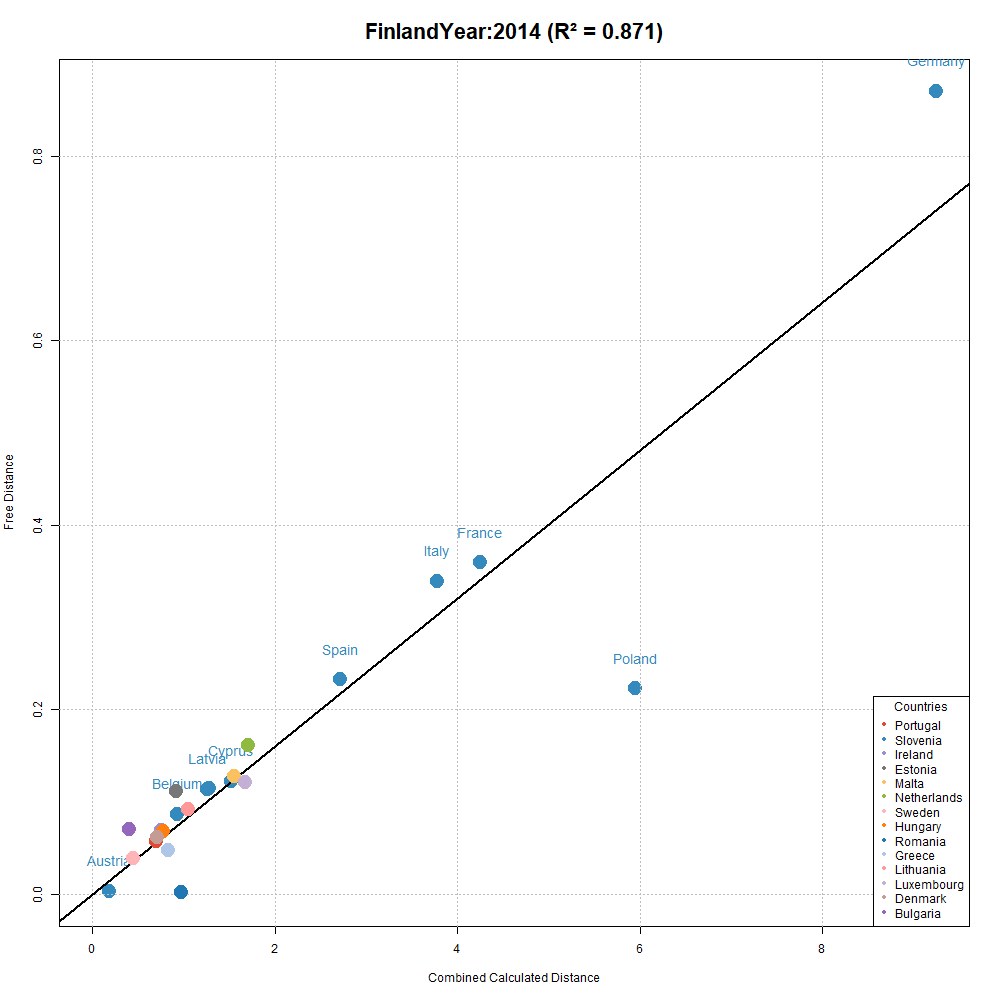 FinlandYear:2014 (R² = 0.871)
Germany
0.8
0.6
Free Distance
0.4
France
Italy
Spain
Poland
0.2
Cyprus
Latvia
Belgium
Austria
0.0
Countries
Portugal
Slovenia
Ireland
Estonia
Malta
Netherlands
Sweden
Hungary
Romania
Greece
Lithuania
Luxembourg
Denmark
Bulgaria
0 2 4 6 8
Combined Calculated Distance